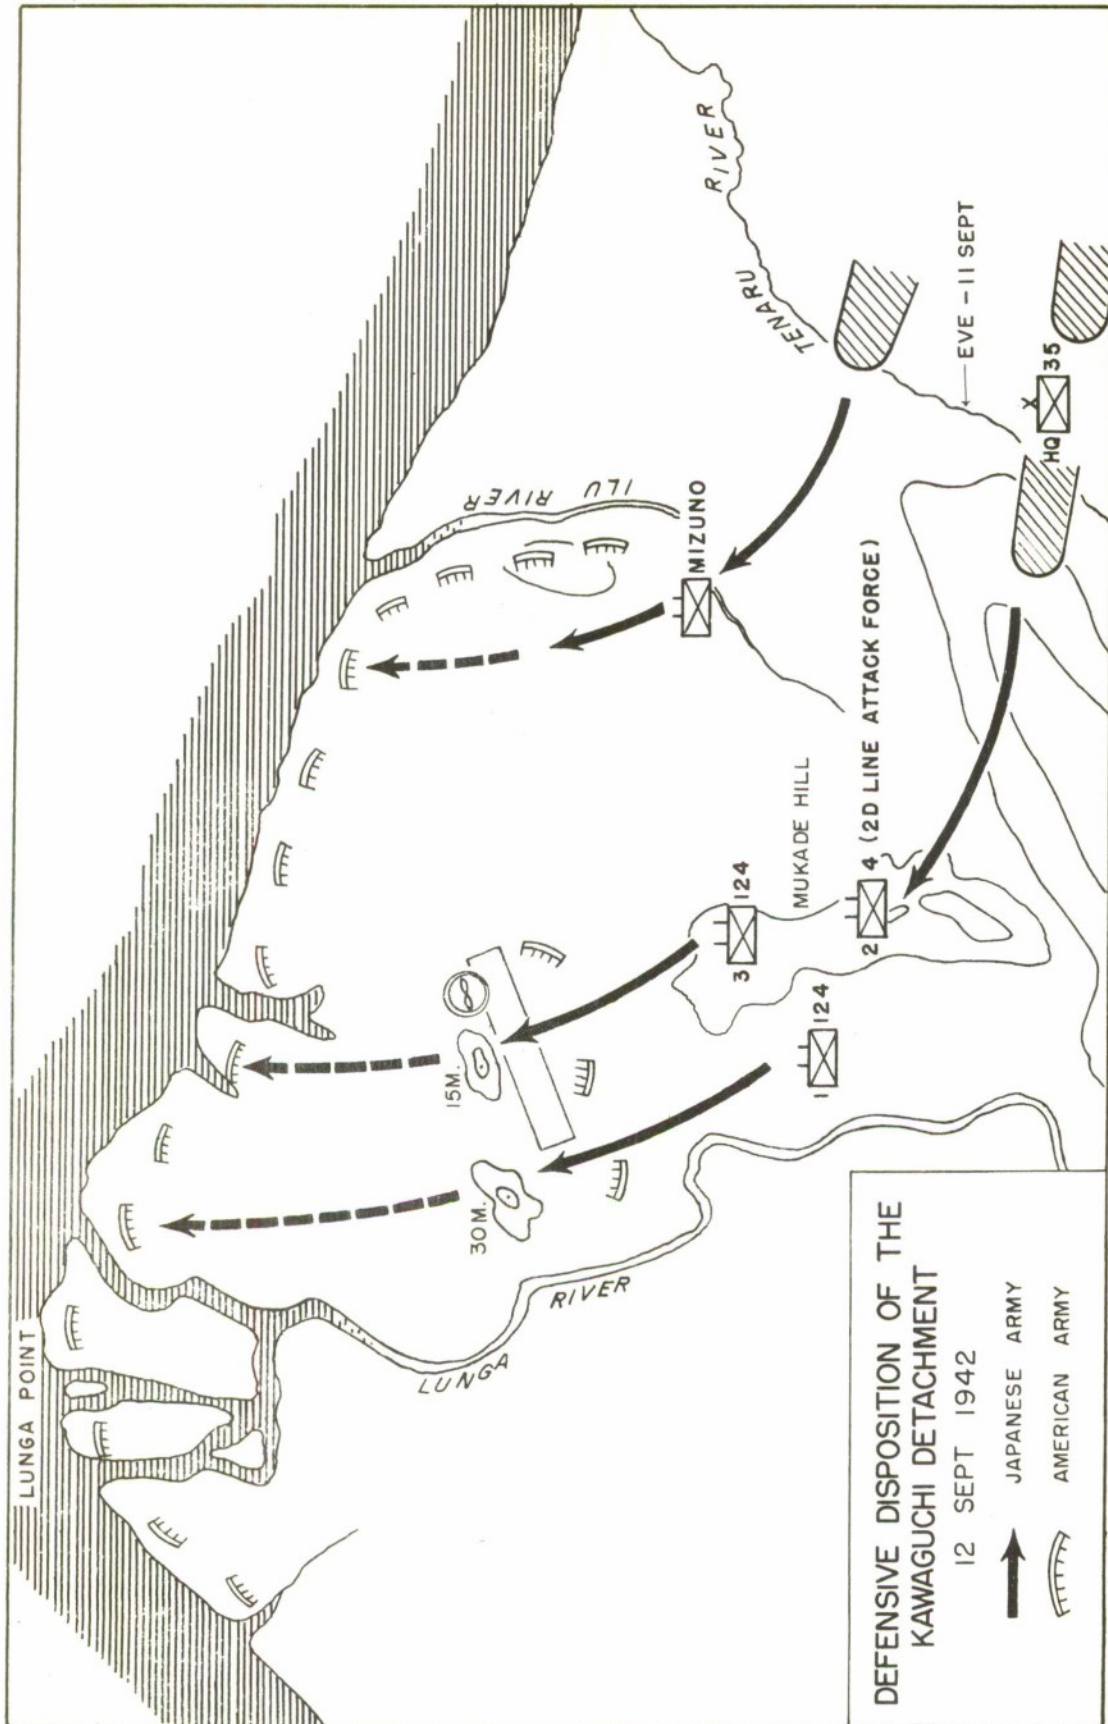 LUNGA POINT
15M.
30M.
LUNGA
RIVER
ILU
RIVER
TENARU
RIVER
MIZUNO
MUKADE HILL
3 124
1 124
2 4 (2D LINE ATTACK FORCE)
EVE - 11 SEPT
HQ 35
DEFENSIVE DISPOSITION OF THE
KAWAGUCHI DETACHMENT
12 SEPT 1942
JAPANESE ARMY
AMERICAN ARMY